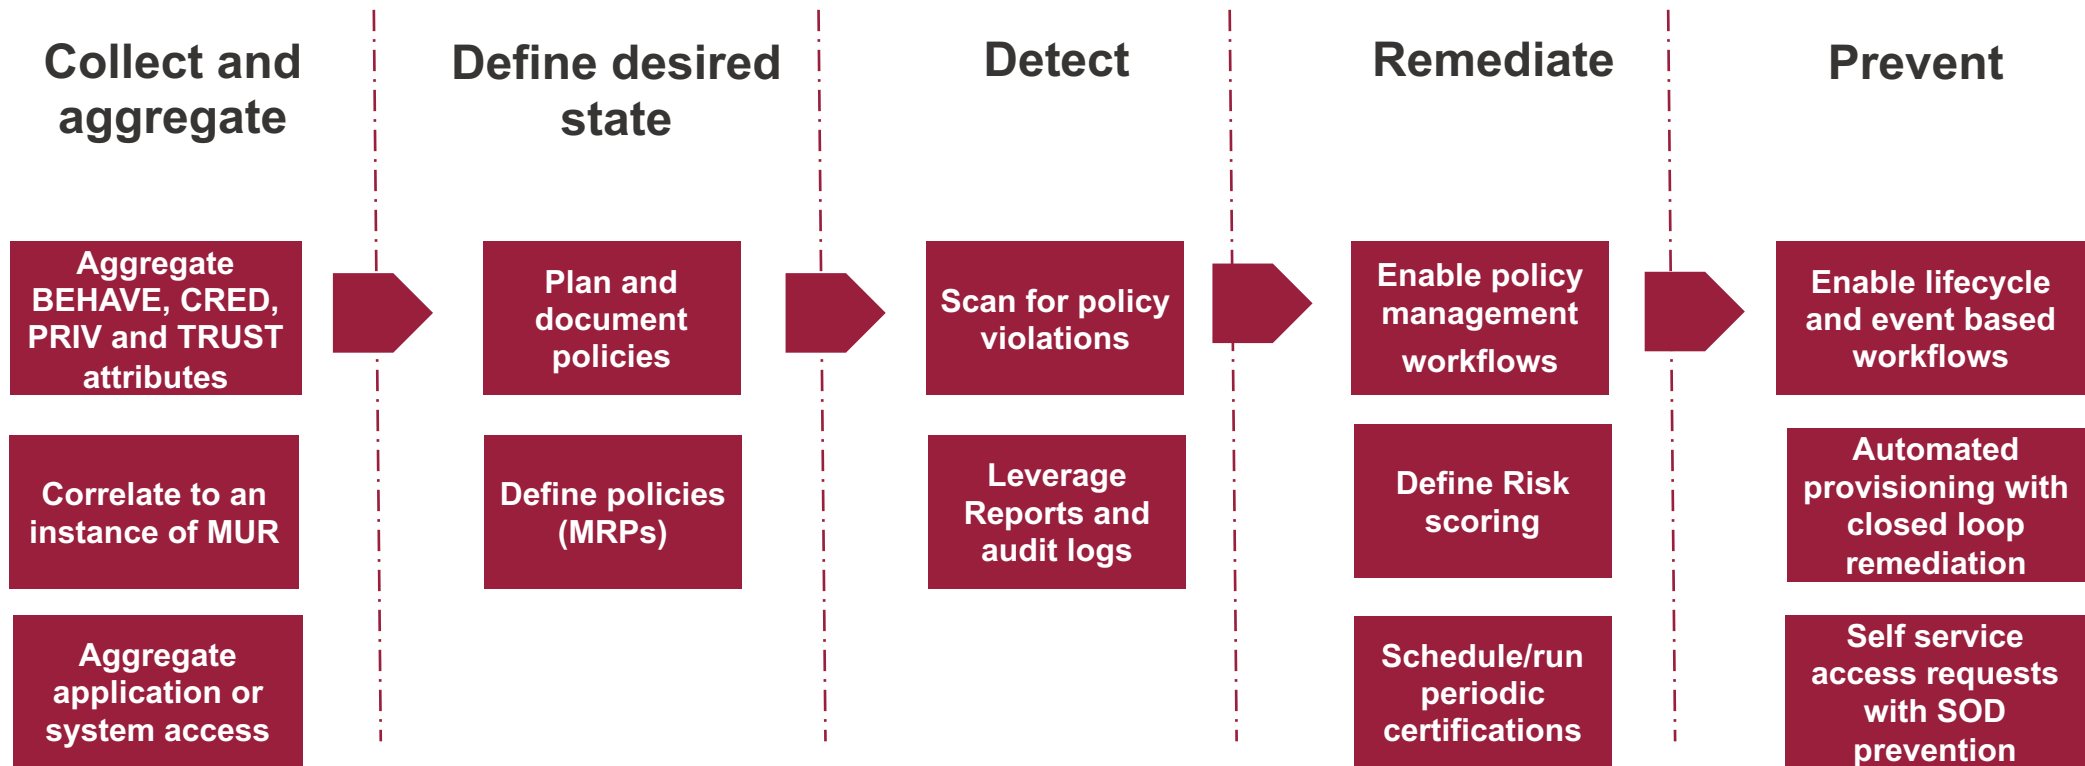 Collect and
aggregate
Define desired
state
Detect
Remediate
Prevent
Aggregate
BEHAVE, CRED,
PRIV and TRUST
attributes
Correlate to an
instance of MUR
Aggregate
application or
system access
Plan and
document
policies
Define policies
(MRPs)
Scan for policy
violations
Leverage
Reports and
audit logs
Enable policy
management
workflows
Define Risk
scoring
Schedule/run
periodic
certifications
Enable lifecycle
and event based
workflows
Automated
provisioning with
closed loop
remediation
Self service
access requests
with SOD
prevention